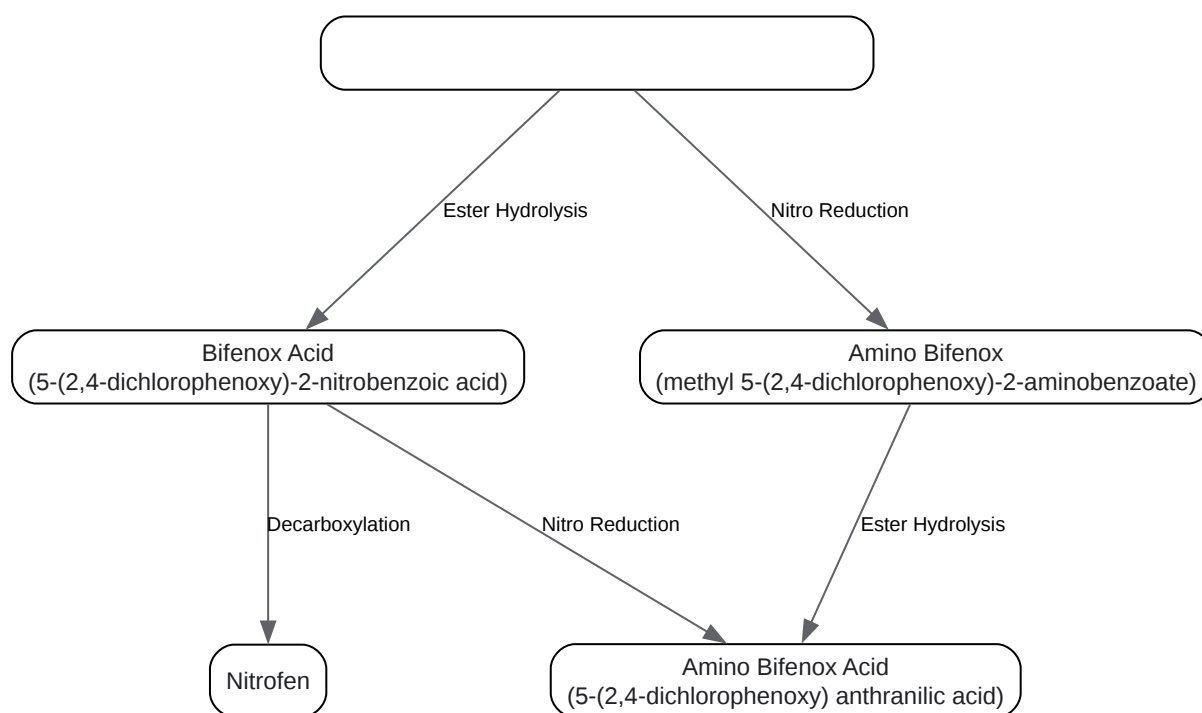 Ester Hydrolysis
Nitro Reduction
Bifenox Acid
(5-(2,4-dichlorophenoxy)-2-nitrobenzoic acid)
Amino Bifenox
(methyl 5-(2,4-dichlorophenoxy)-2-aminobenzoate)
Decarboxylation
Nitro Reduction
Ester Hydrolysis
Nitrofen
Amino Bifenox Acid
(5-(2,4-dichlorophenoxy) anthranilic acid)